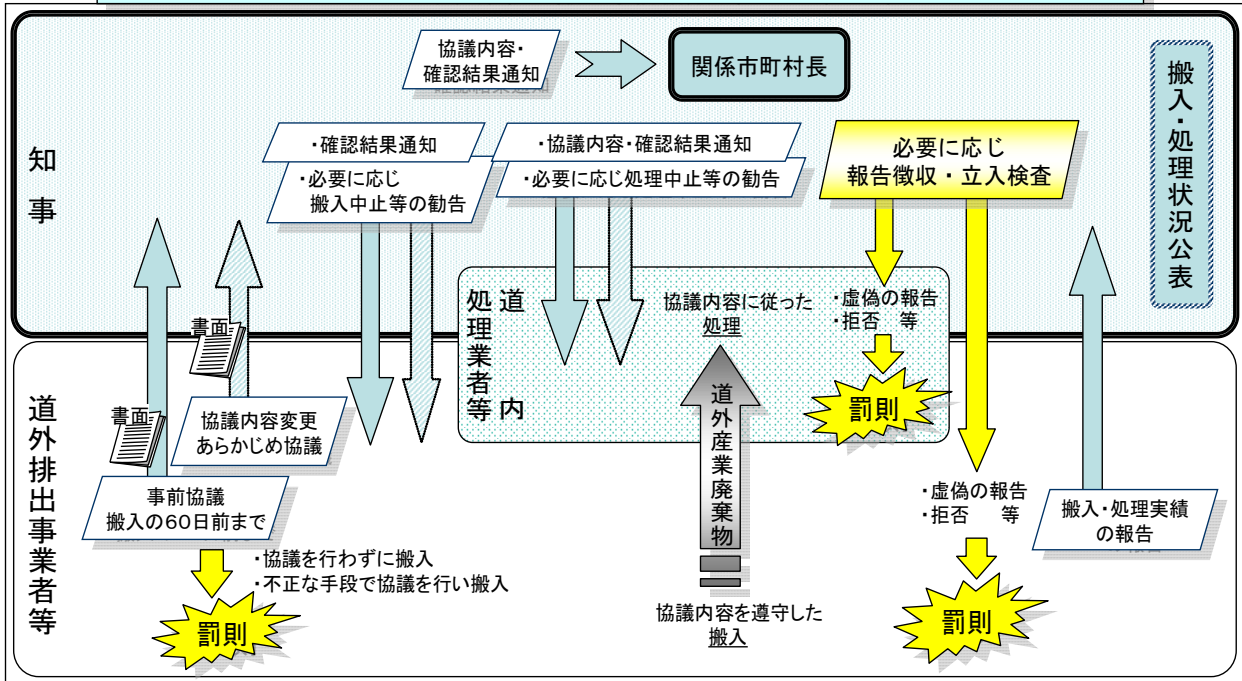 協議内容・
確認結果通知
関係市町村長
搬入・処理状況公表
知事
・確認結果通知
・必要に応じ
搬入中止等の勧告
・協議内容・確認結果通知
・必要に応じ処理中止等の勧告
必要に応じ
報告徴収・立入検査
道内
処理業者等
協議内容に従った
処理
・虚偽の報告
・拒否 等
罰則
道外排出事業者等
書面
書面
協議内容変更
あらかじめ協議
事前協議
搬入の60日前まで
・協議を行わずに搬入
・不正な手段で協議を行い搬入
罰則
道外産業廃棄物
協議内容を遵守した
搬入
・虚偽の報告
・拒否 等
罰則
搬入・処理実績
の報告